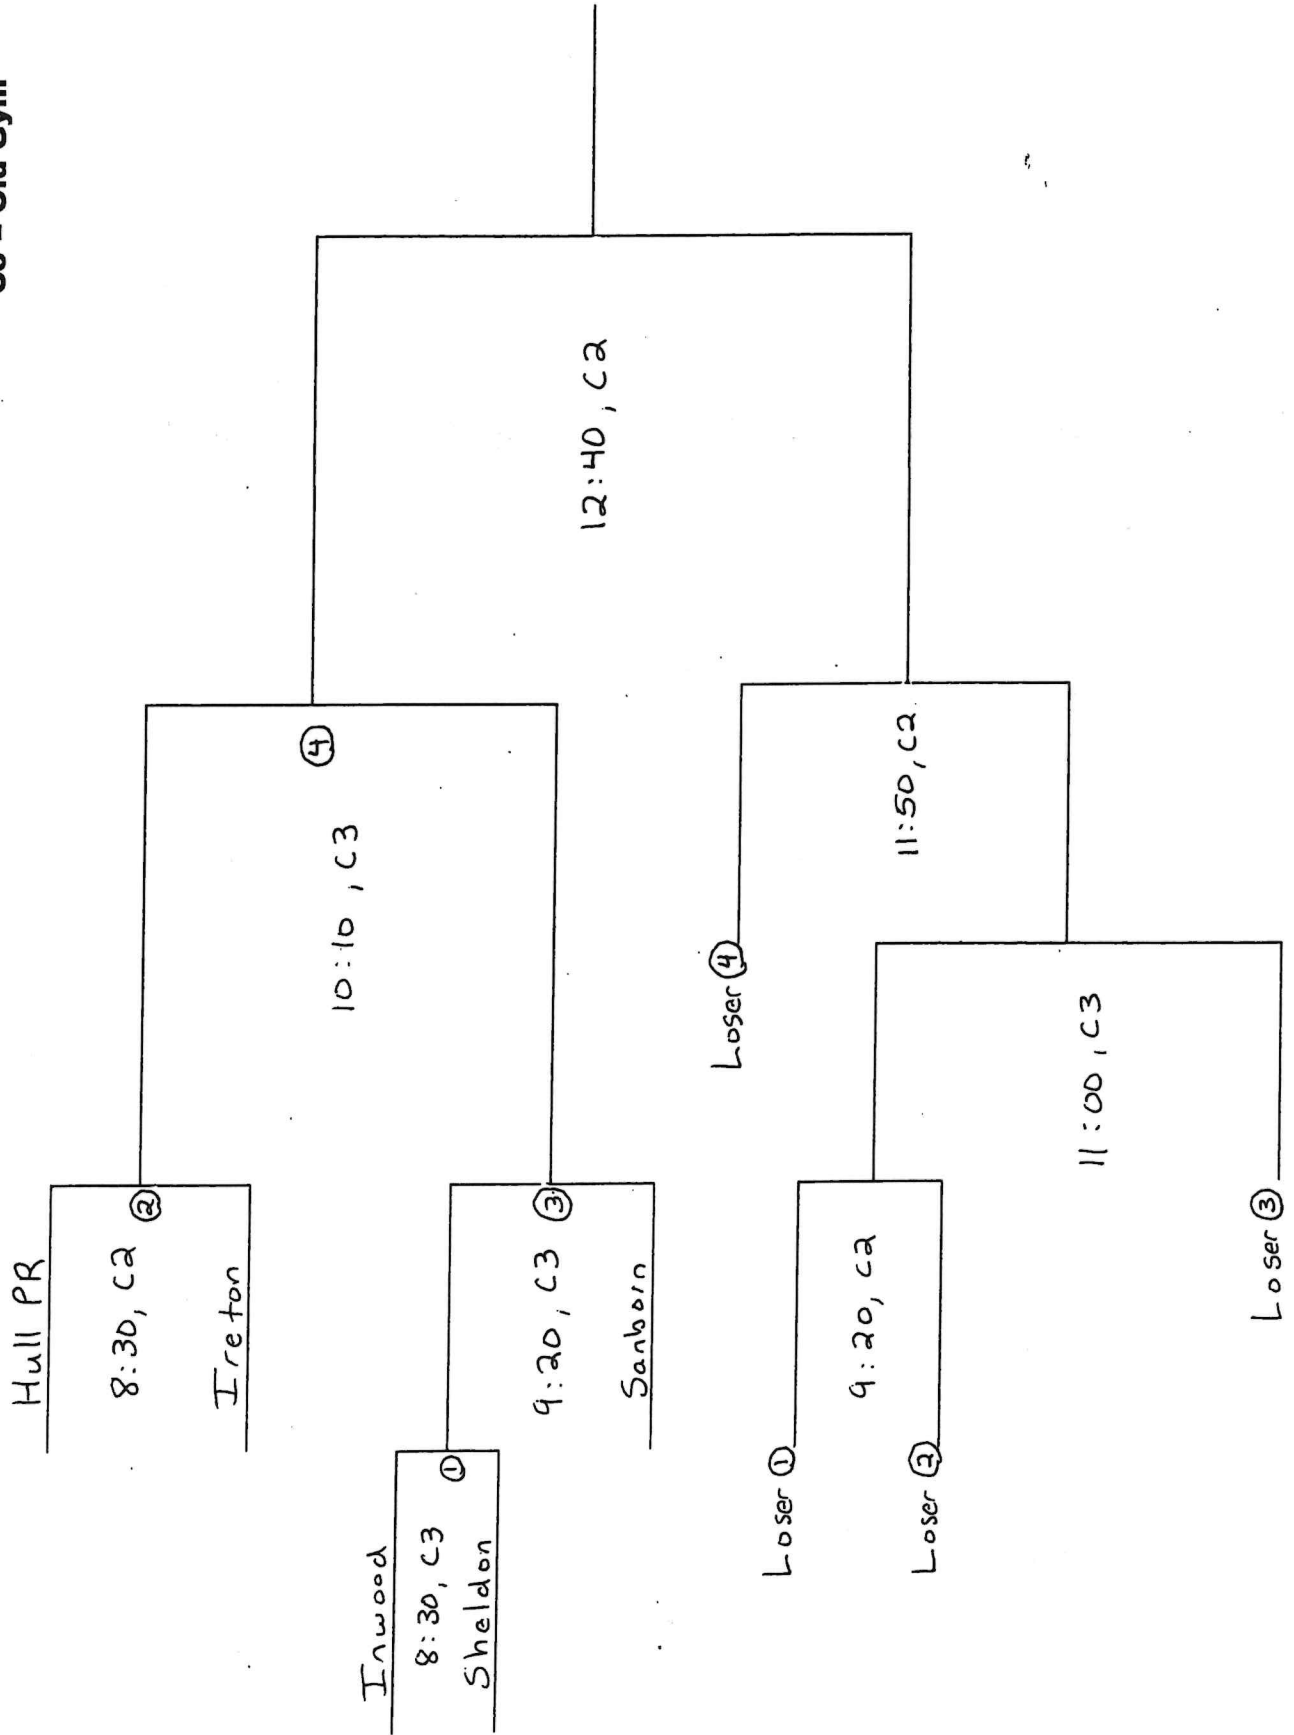 Hull PR
8:30, C2
②
Ireton
Inwood
8:30, C3
①
Sheldon
9:20, C3
③
Sanborn
10:10, C3
④
12:40, C2
Loser ④
11:50, C2
Loser ①
9:20, C2
Loser ②
11:00, C3
Loser ③